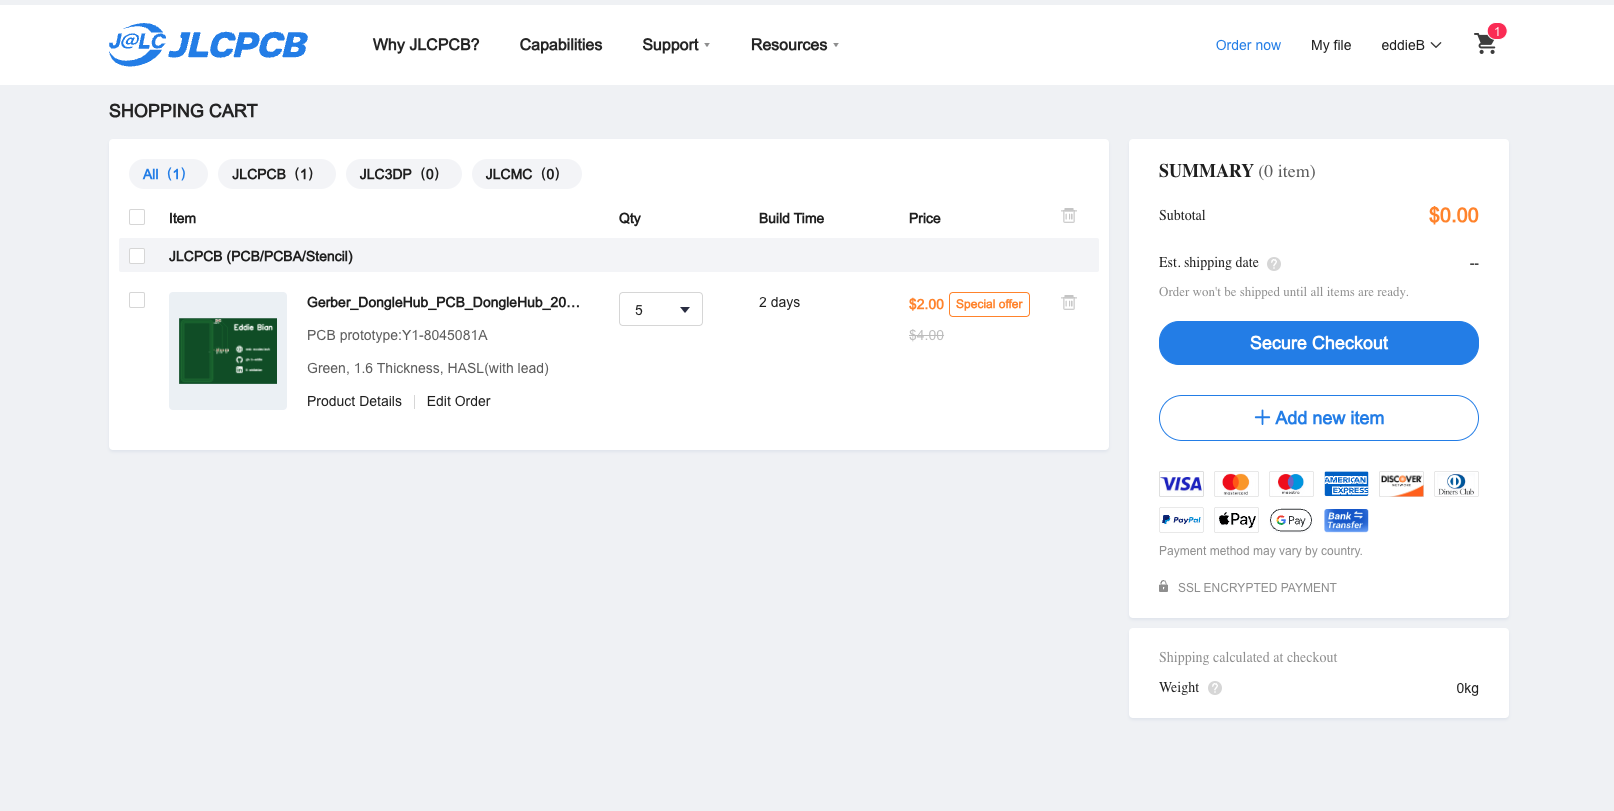 J@LC JLCPCB
Why JLCPCB? Capabilities Support Resources
Order now My file eddieB 1
SHOPPING CART
All (1) JLCPCB (1) JLC3DP (0) JLCMC (0)
Item Qty Build Time Price
JLCPCB (PCB/PCBA/Stencil)
Eddie Bian
Gerber_DongleHub_PCB_DongleHub_20... 5 2 days $2.00 Special offer
PCB prototype:Y1-8045081A $4.00
Green, 1.6 Thickness, HASL(with lead)
Product Details Edit Order
SUMMARY (0 item)
Subtotal $0.00
Est. shipping date ? --
Order won't be shipped until all items are ready.
Secure Checkout
+ Add new item
VISA mastercard maestro AMERICAN EXPRESS DISCOVER NETWORK Diners Club
PayPal Pay G Pay Bank Transfer
Payment method may vary by country.
SSL ENCRYPTED PAYMENT
Shipping calculated at checkout
Weight ? 0kg